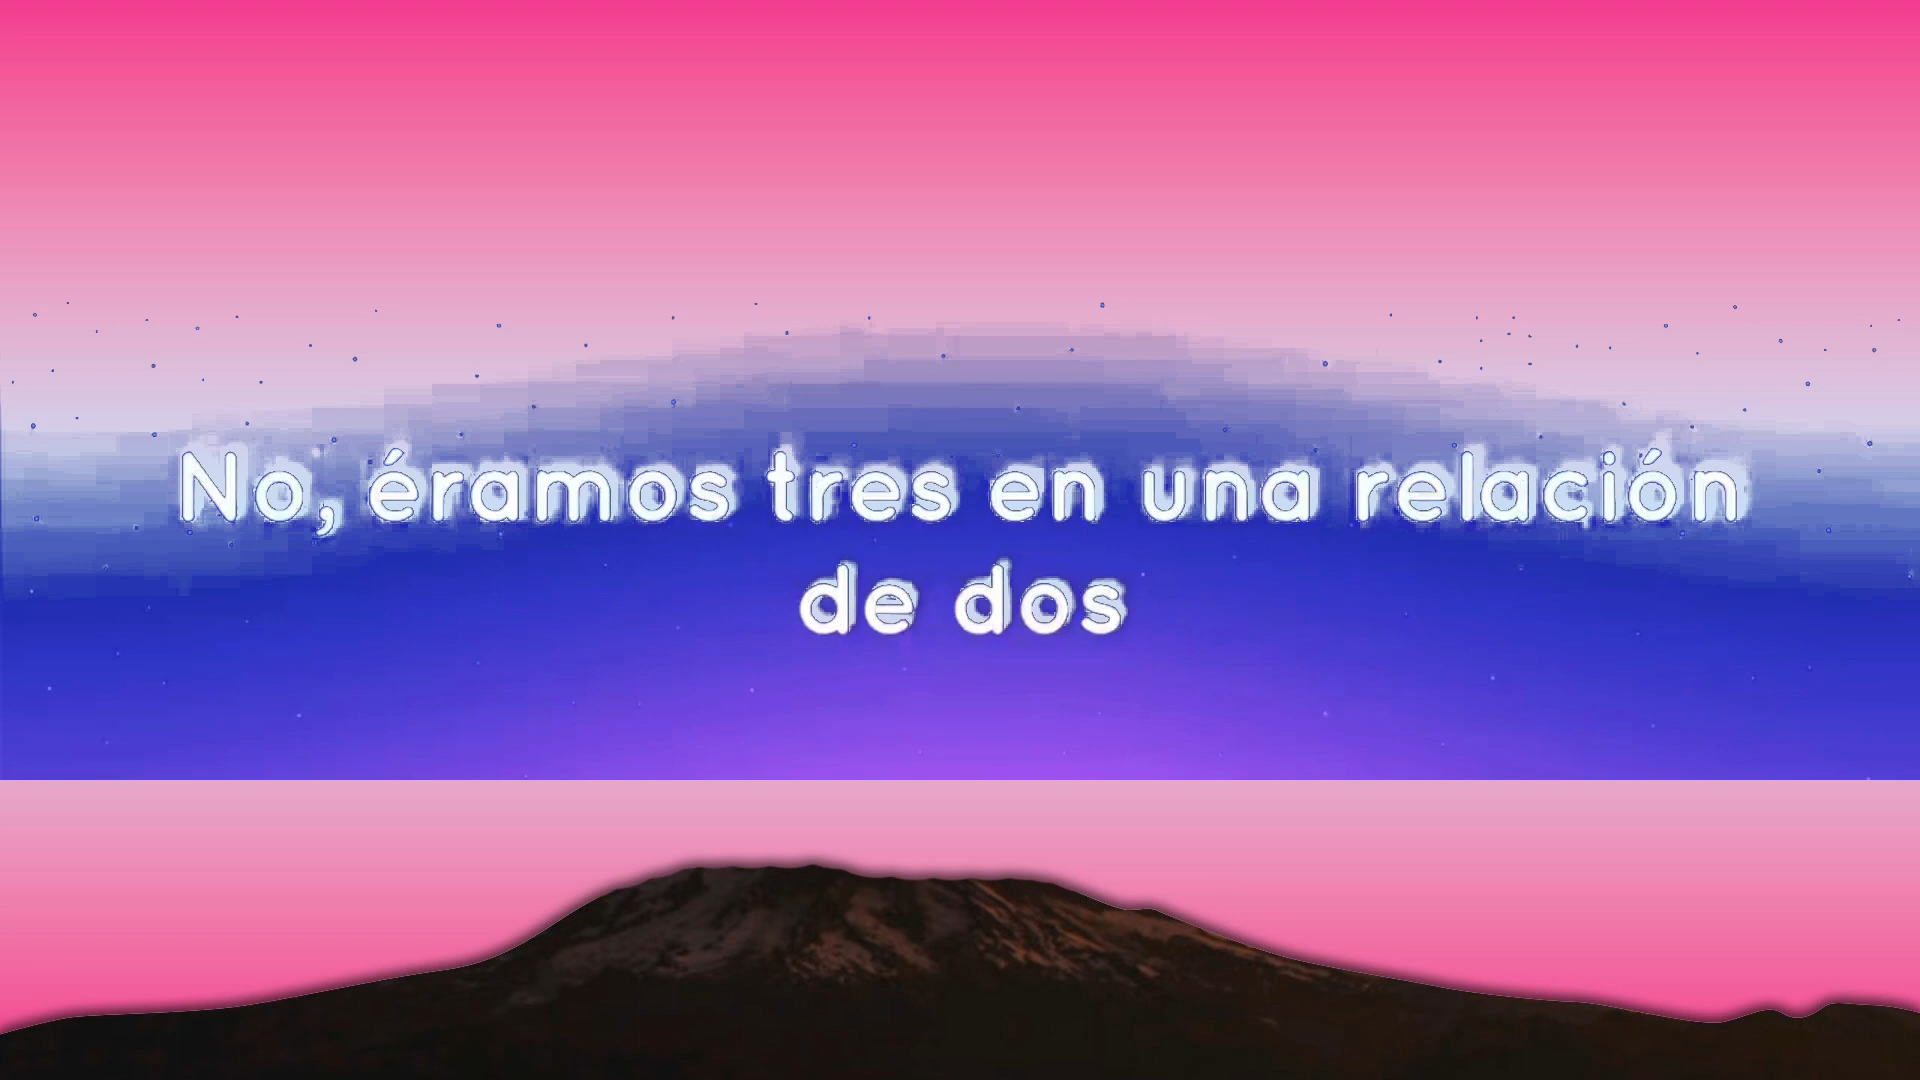 No, éramos tres en una relación
de dos